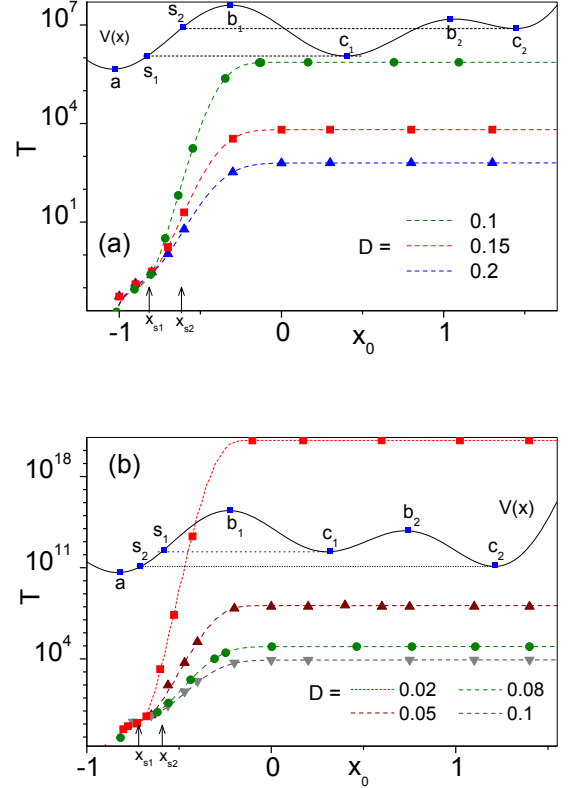 10^7
10^4
10^1
T
V(x)
a
s_1
s_2
b_1
c_1
b_2
c_2
(a)
D =
0.1
0.15
0.2
x_s1
x_s2
-1
0
1
x_0
(b)
10^18
10^11
10^4
T
V(x)
a
s_2
s_1
b_1
c_1
b_2
c_2
D =
0.02
0.08
0.05
0.1
x_s1
x_s2
-1
0
1
x_0